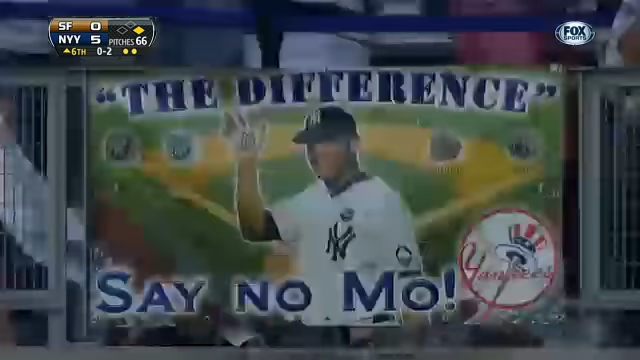 SF 0
NYY 5 PITCHES 66
▲6TH 0-2
FOX
SPORTS
"THE DIFFERENCE"
NY
Yankees
SAY NO MO!